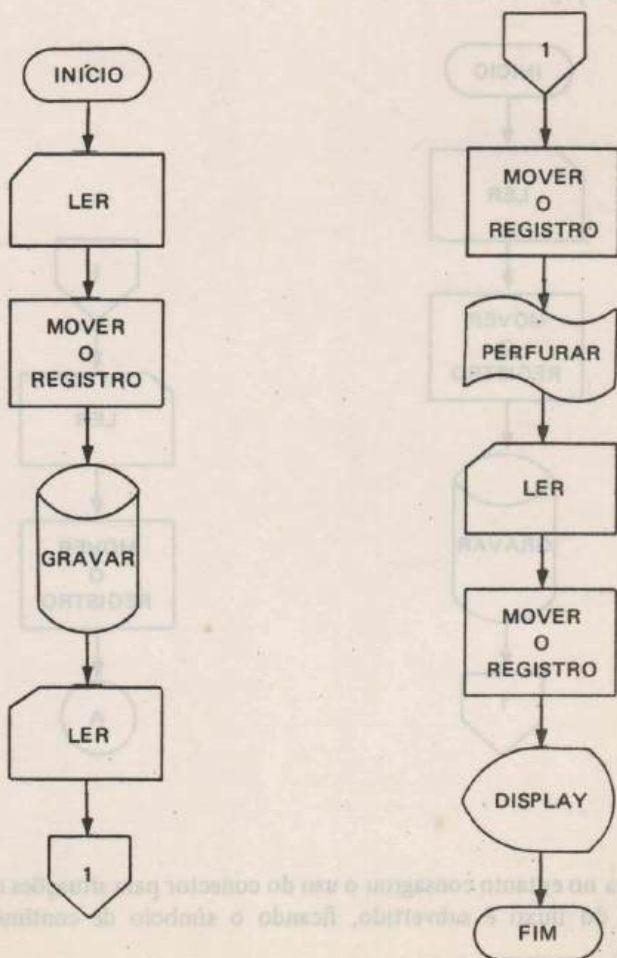 INÍCIO
LER
MOVER
O
REGISTRO
GRAVAR
LER
1
1
MOVER
O
REGISTRO
PERFURAR
LER
MOVER
O
REGISTRO
DISPLAY
FIM